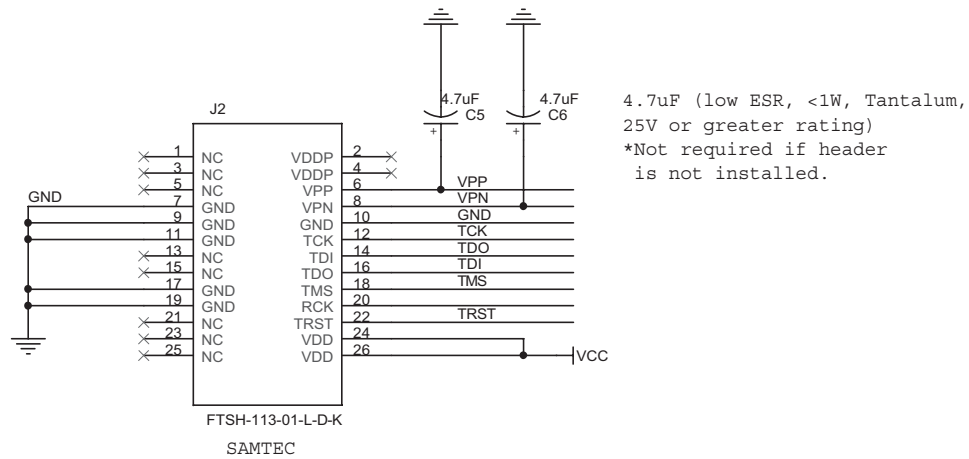 4.7uF
C5
4.7uF
C6
4.7uF (low ESR, <1W, Tantalum,
25V or greater rating)
*Not required if header
is not installed.
J2
+
+
1 NC VDDP 2
3 NC VDDP 4
5 NC VPP 6 VPP
GND 7 GND VPN 8 VPN
9 GND GND 10 GND
11 GND TCK 12 TCK
13 NC TDI 14 TDO
15 NC TDO 16 TDI
17 GND TMS 18 TMS
19 GND RCK 20
21 NC TRST 22 TRST
23 NC VDD 24
25 NC VDD 26 VCC
FTSH-113-01-L-D-K
SAMTEC